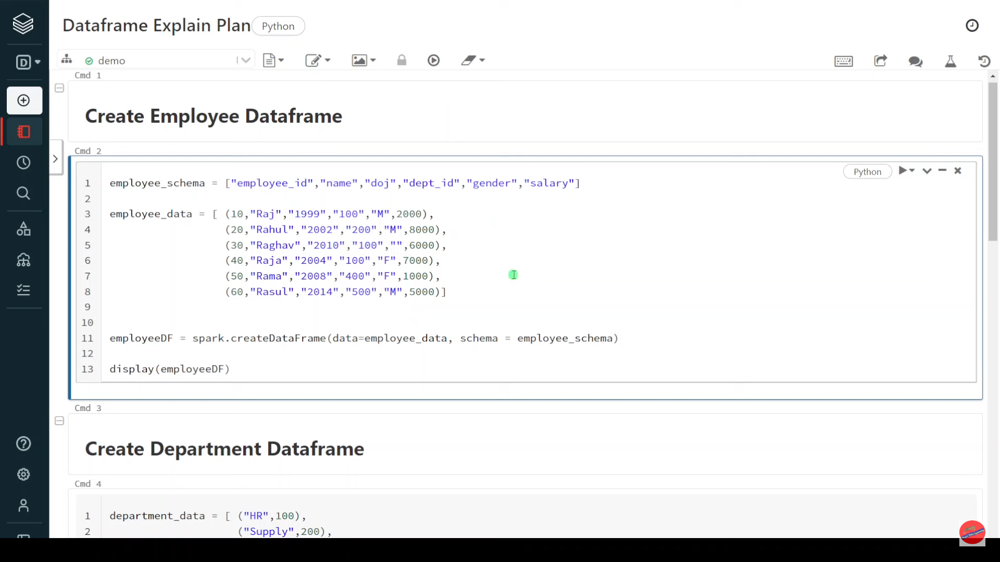 Dataframe Explain Plan Python
D
demo
Cmd 1
Create Employee Dataframe
Cmd 2
Python
1 employee_schema = ["employee_id","name","doj","dept_id","gender","salary"]
2
3 employee_data = [ (10,"Raj","1999","100","M",2000),
4 (20,"Rahul","2002","200","M",8000),
5 (30,"Raghav","2010","100","",6000),
6 (40,"Raja","2004","100","F",7000),
7 (50,"Rama","2008","400","F",1000),
8 (60,"Rasul","2014","500","M",5000)]
9
10
11 employeeDF = spark.createDataFrame(data=employee_data, schema = employee_schema)
12
13 display(employeeDF)
Cmd 3
Create Department Dataframe
Cmd 4
1 department_data = [ ("HR",100),
2 ("Supply",200),